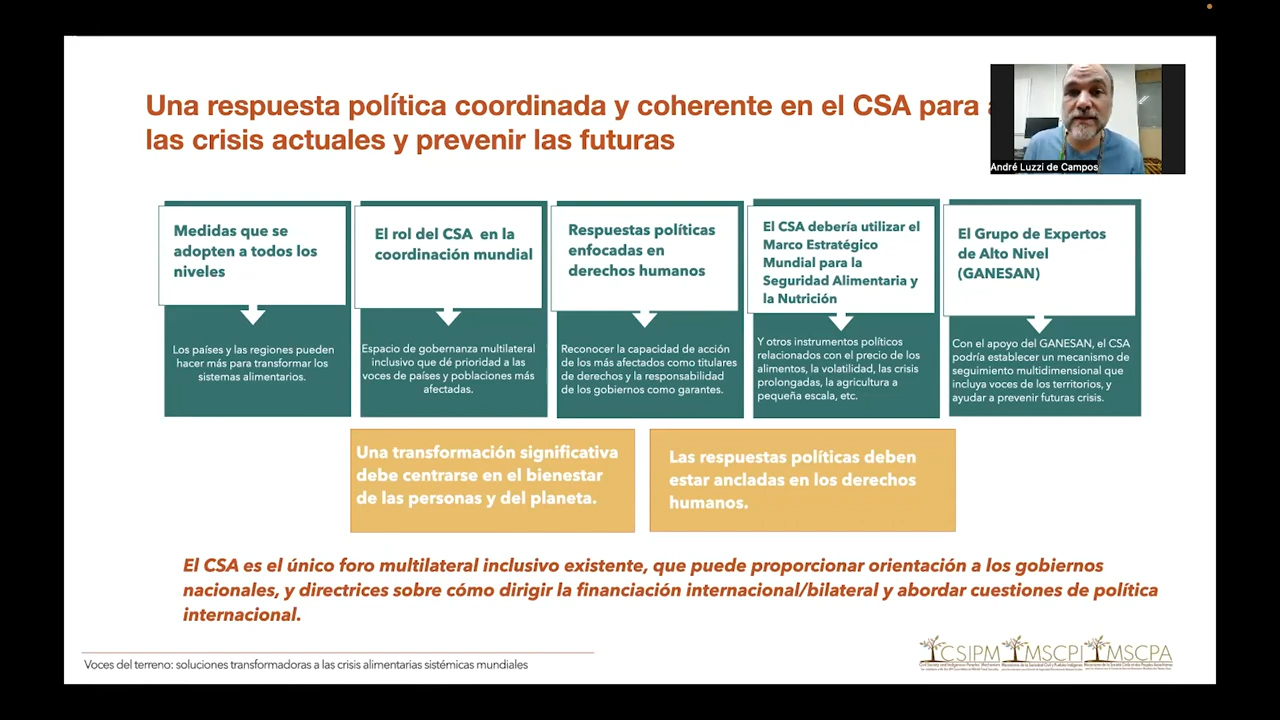 Una respuesta política coordinada y coherente en el CSA para
las crisis actuales y prevenir las futuras
André Luzzi de Campos
Medidas que se
adopten a todos los
niveles
Los países y las regiones pueden
hacer más para transformar los
sistemas alimentarios.
El rol del CSA en la
coordinación mundial
Espacio de gobernanza multilateral
inclusivo que dé prioridad a las
voces de países y poblaciones más
afectadas.
Respuestas políticas
enfocadas en
derechos humanos
Reconocer la capacidad de acción
de los más afectados como titulares
de derechos y la responsabilidad
de los gobiernos como garantes.
El CSA debería utilizar el
Marco Estratégico
Mundial para la
Seguridad Alimentaria y
la Nutrición
Y otros instrumentos políticos
relacionados con el precio de los
alimentos, la volatilidad, las crisis
prolongadas, la agricultura a
pequeña escala, etc.
El Grupo de Expertos
de Alto Nivel
(GANESAN)
Con el apoyo del GANESAN, el CSA
podría establecer un mecanismo de
seguimiento multidimensional que
incluya voces de los territorios, y
ayudar a prevenir futuras crisis.
Una transformación significativa
debe centrarse en el bienestar
de las personas y del planeta.
Las respuestas políticas deben
estar ancladas en los derechos
humanos.
El CSA es el único foro multilateral inclusivo existente, que puede proporcionar orientación a los gobiernos
nacionales, y directrices sobre cómo dirigir la financiación internacional/bilateral y abordar cuestiones de política
internacional.
Voces del terreno: soluciones transformadoras a las crisis alimentarias sistémicas mundiales
CSIPM MSCPI MSCPA